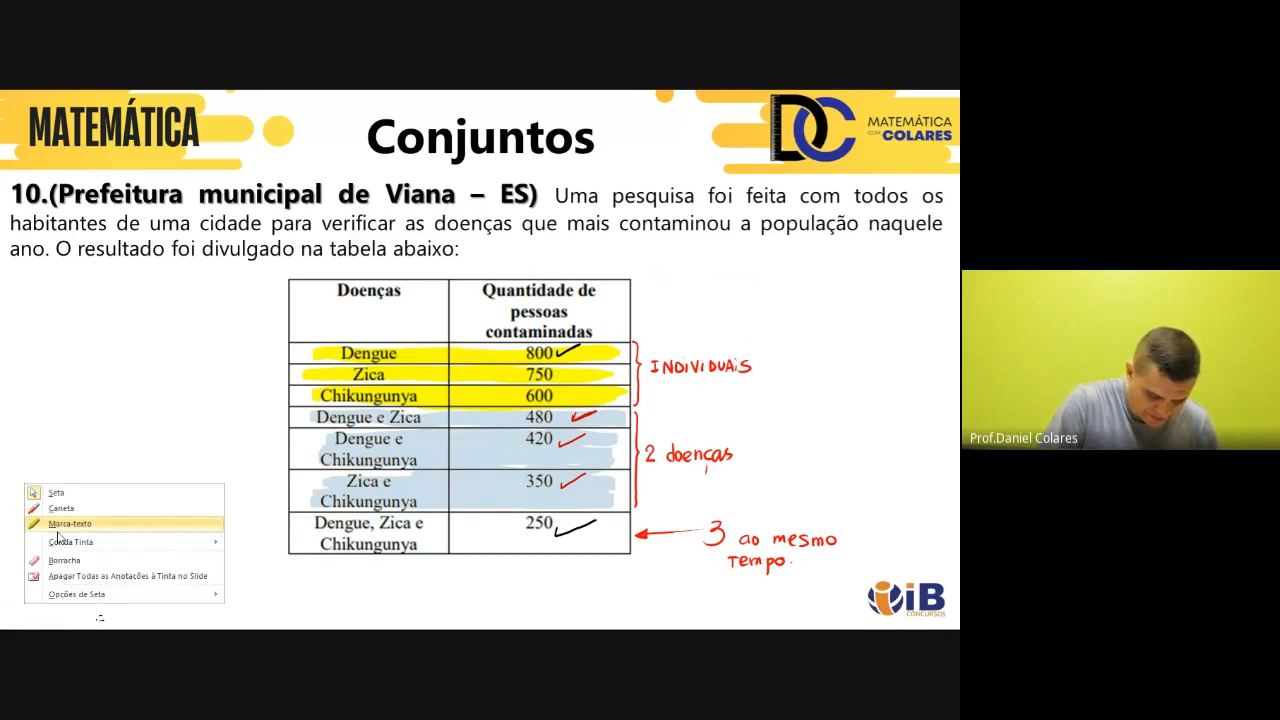 MATEMÁTICA
Conjuntos
DC
MATEMÁTICA
COM COLARES
10.(Prefeitura municipal de Viana – ES) Uma pesquisa foi feita com todos os
habitantes de uma cidade para verificar as doenças que mais contaminou a população naquele
ano. O resultado foi divulgado na tabela abaixo:
Doenças
Quantidade de
pessoas
contaminadas
Dengue 800
Zica 750
Chikungunya 600
INDIVIDUAIS
Dengue e Zica 480
Dengue e 420
Chikungunya
Zica e 350
Chikungunya
2 doenças
Dengue, Zica e 250
Chikungunya
3 ao mesmo
tempo.
Seta
Caneta
Marca-texto
Cor da Tinta
Borracha
Apagar Todas as Anotações à Tinta no Slide
Opções de Seta
iB
CONCURSOS
Prof.Daniel Colares